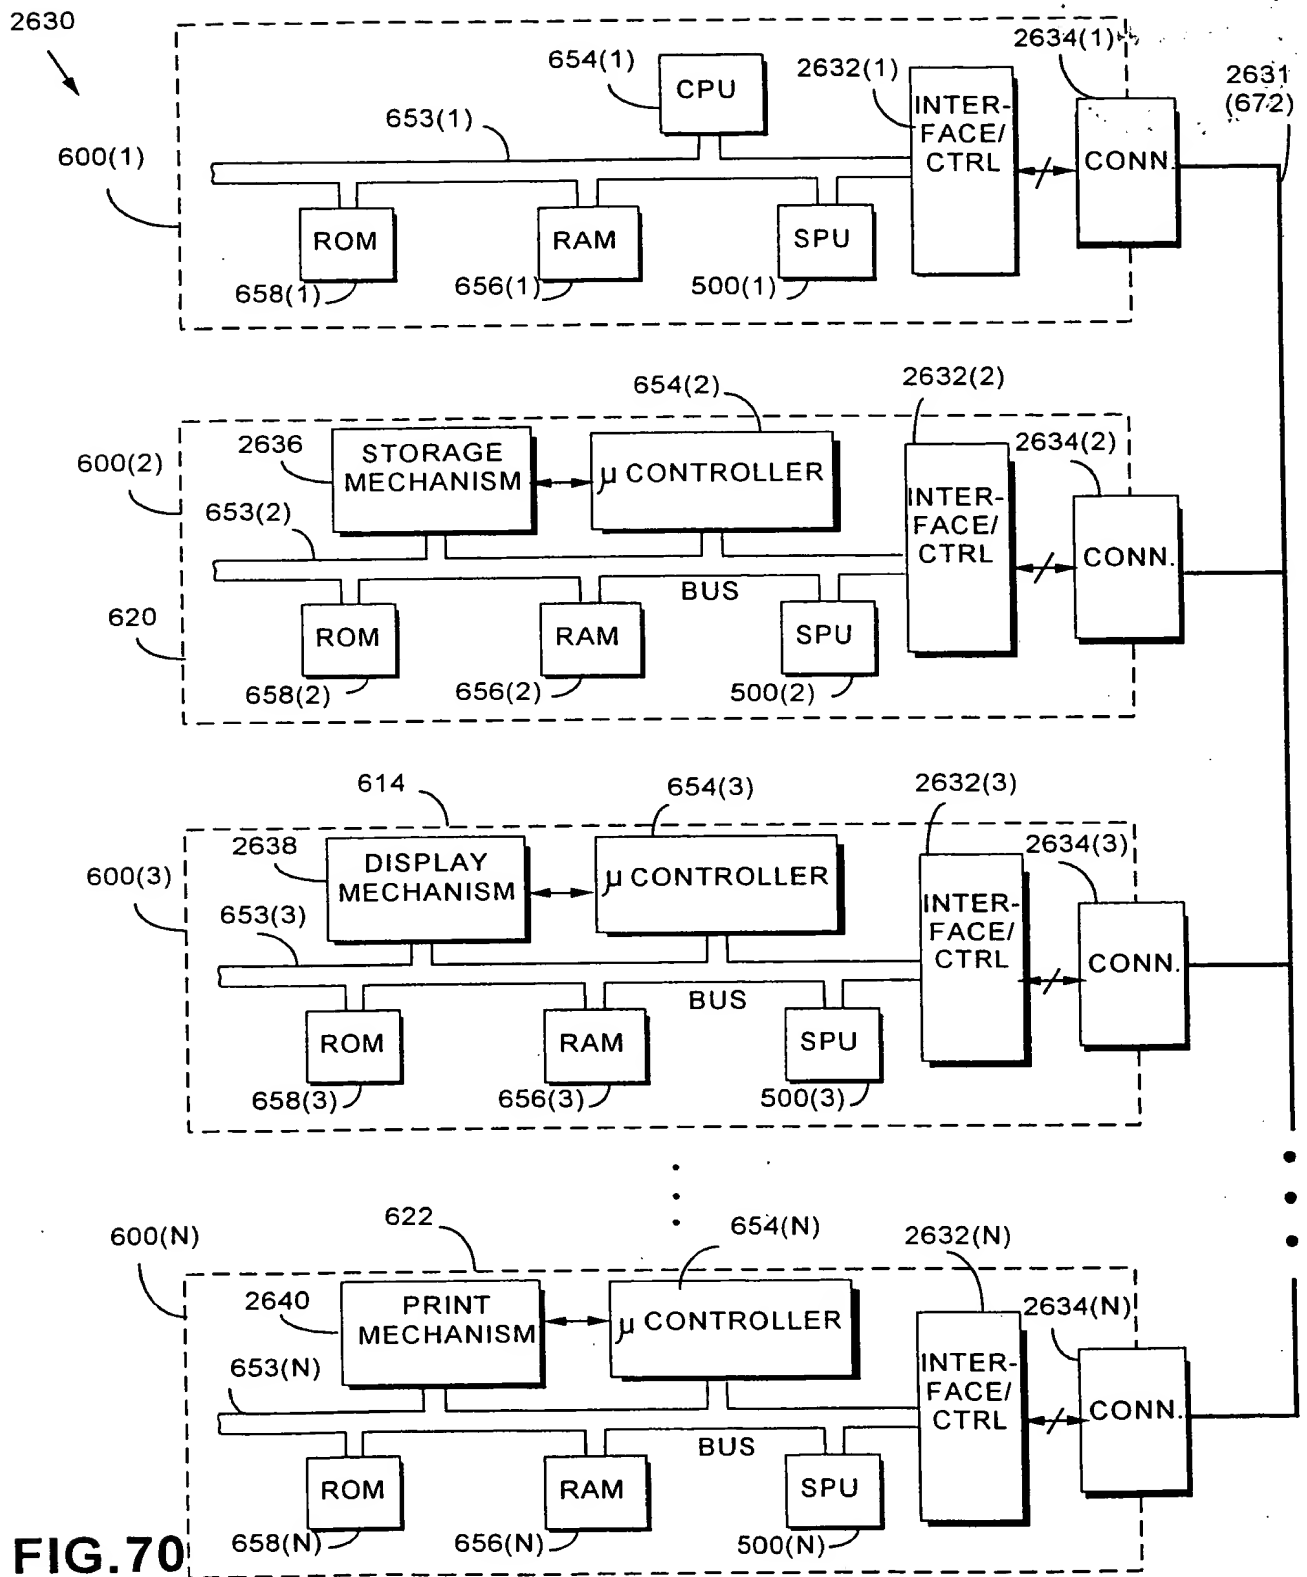 2630
600(1)
653(1)
654(1)
CPU
2632(1)
INTER-
FACE/
CTRL
2634(1)
CONN.
2631
(672)
ROM
658(1)
RAM
656(1)
SPU
500(1)
600(2)
2636
STORAGE
MECHANISM
654(2)
μ CONTROLLER
2632(2)
INTER-
FACE/
CTRL
2634(2)
CONN.
653(2)
BUS
620
ROM
658(2)
RAM
656(2)
SPU
500(2)
614
600(3)
2638
DISPLAY
MECHANISM
654(3)
μ CONTROLLER
2632(3)
INTER-
FACE/
CTRL
2634(3)
CONN.
653(3)
BUS
ROM
658(3)
RAM
656(3)
SPU
500(3)
622
600(N)
2640
PRINT
MECHANISM
654(N)
μ CONTROLLER
2632(N)
INTER-
FACE/
CTRL
2634(N)
CONN.
653(N)
BUS
ROM
658(N)
RAM
656(N)
SPU
500(N)
FIG.70